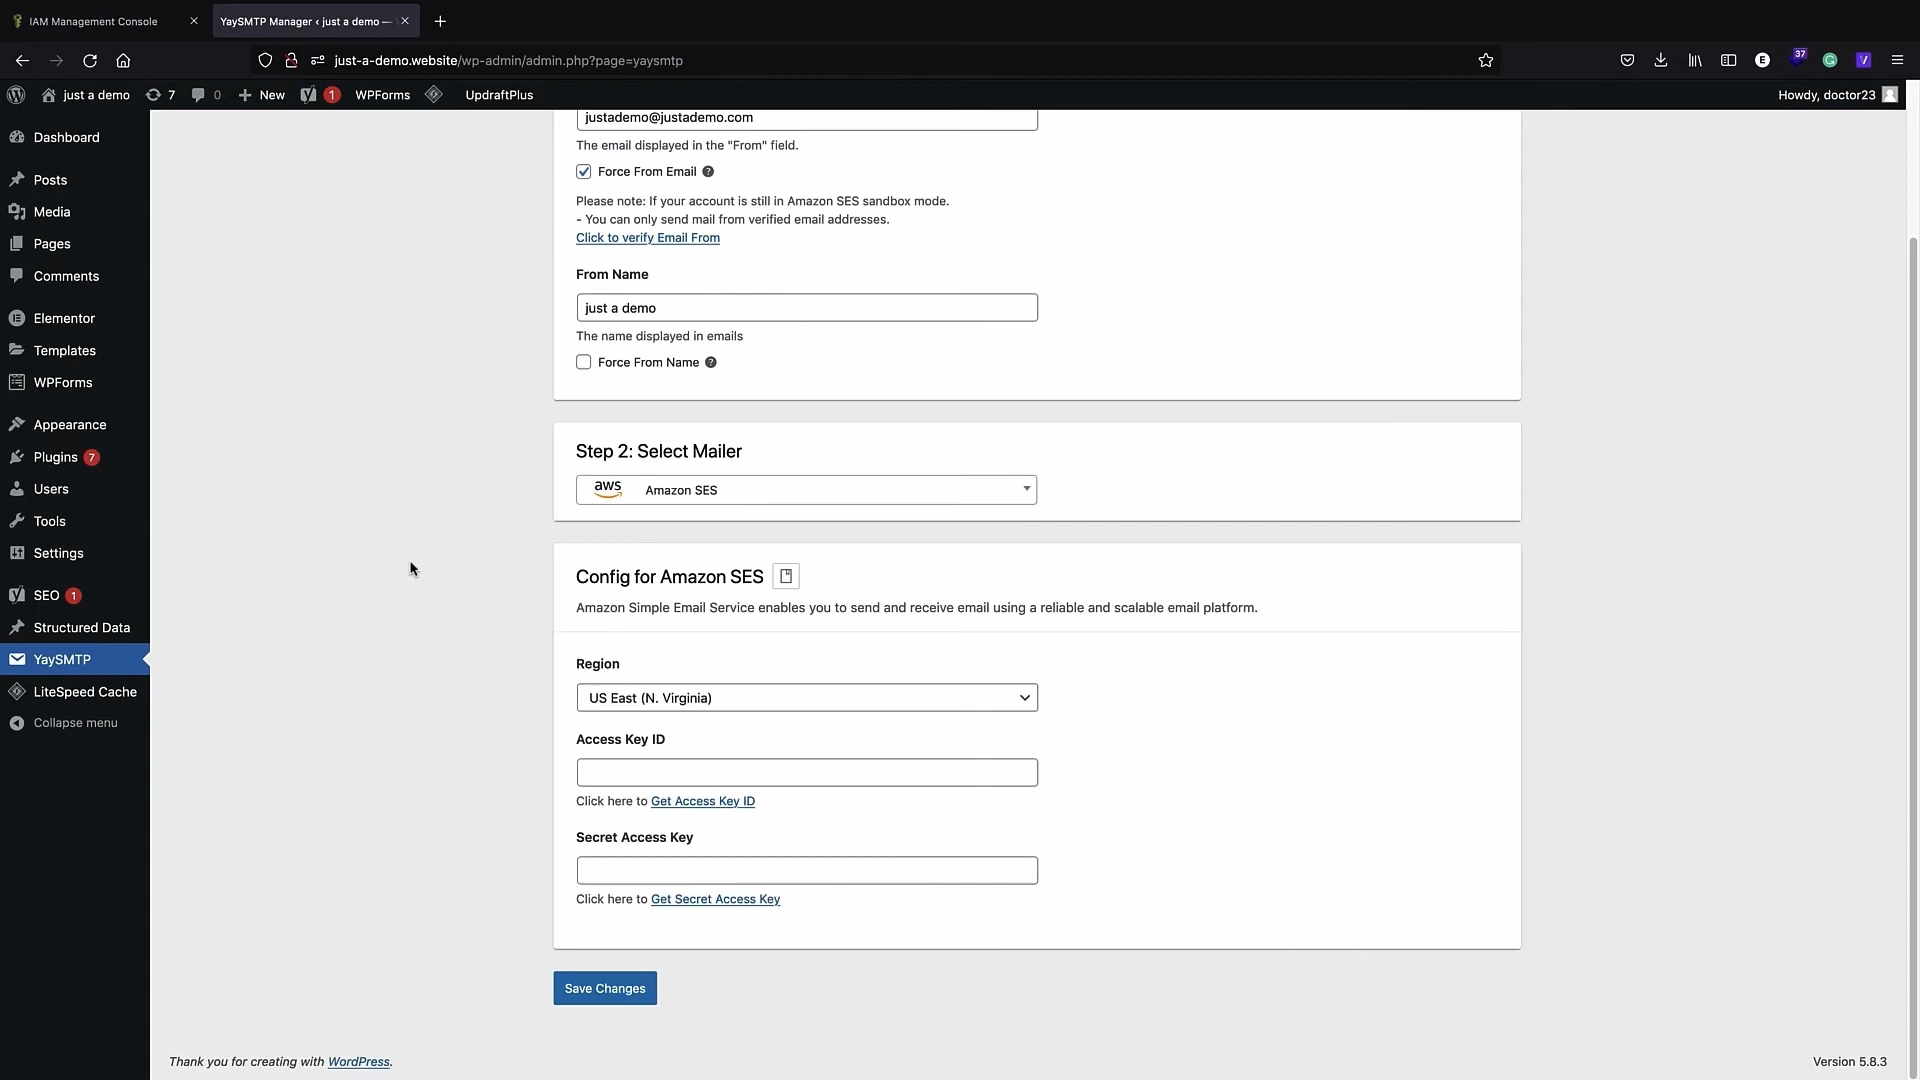 IAM Management Console
YaySMTP Manager ‹ just a demo —
just-a-demo.website/wp-admin/admin.php?page=yaysmtp
37
just a demo
7
0
New
1
WPForms
UpdraftPlus
Howdy, doctor23
Dashboard
Posts
Media
Pages
Comments
Elementor
Templates
WPForms
Appearance
Plugins 7
Users
Tools
Settings
SEO 1
Structured Data
YaySMTP
LiteSpeed Cache
Collapse menu
justademo@justademo.com
The email displayed in the "From" field.
Force From Email ?
Please note: If your account is still in Amazon SES sandbox mode.
- You can only send mail from verified email addresses.
Click to verify Email From
From Name
just a demo
The name displayed in emails
Force From Name ?
Step 2: Select Mailer
aws Amazon SES
Config for Amazon SES
Amazon Simple Email Service enables you to send and receive email using a reliable and scalable email platform.
Region
US East (N. Virginia)
Access Key ID
Click here to Get Access Key ID
Secret Access Key
Click here to Get Secret Access Key
Save Changes
Thank you for creating with WordPress.
Version 5.8.3